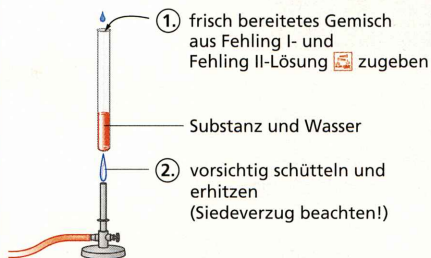 1. frisch bereitetes Gemisch
aus Fehling I- und
Fehling II-Lösung zugeben
Substanz und Wasser
2. vorsichtig schütteln und
erhitzen
(Siedeverzug beachten!)